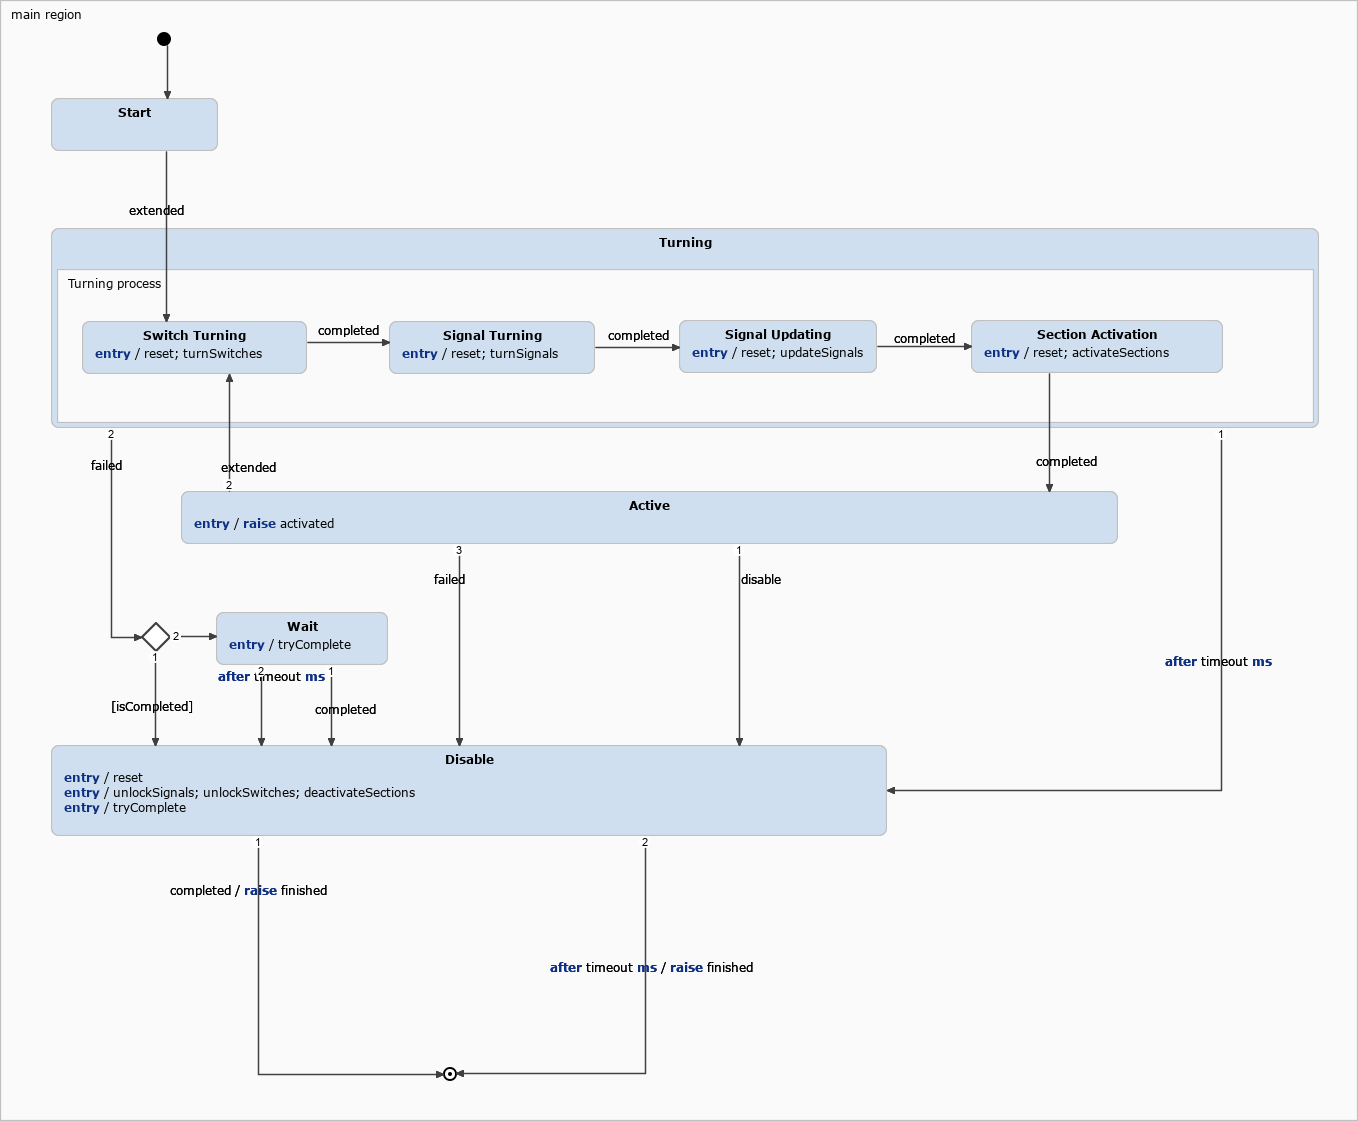 main region
Start
extended
Turning
Turning process
Switch Turning
entry / reset; turnSwitches
completed
Signal Turning
entry / reset; turnSignals
completed
Signal Updating
entry / reset; updateSignals
completed
Section Activation
entry / reset; activateSections
2
failed
extended
2
completed
1
Active
entry / raise activated
3
failed
1
disable
2
1
Wait
entry / tryComplete
after timeout ms
[isCompleted]
2
after timeout ms
1
completed
Disable
entry / reset
entry / unlockSignals; unlockSwitches; deactivateSections
entry / tryComplete
1
2
completed / raise finished
after timeout ms / raise finished